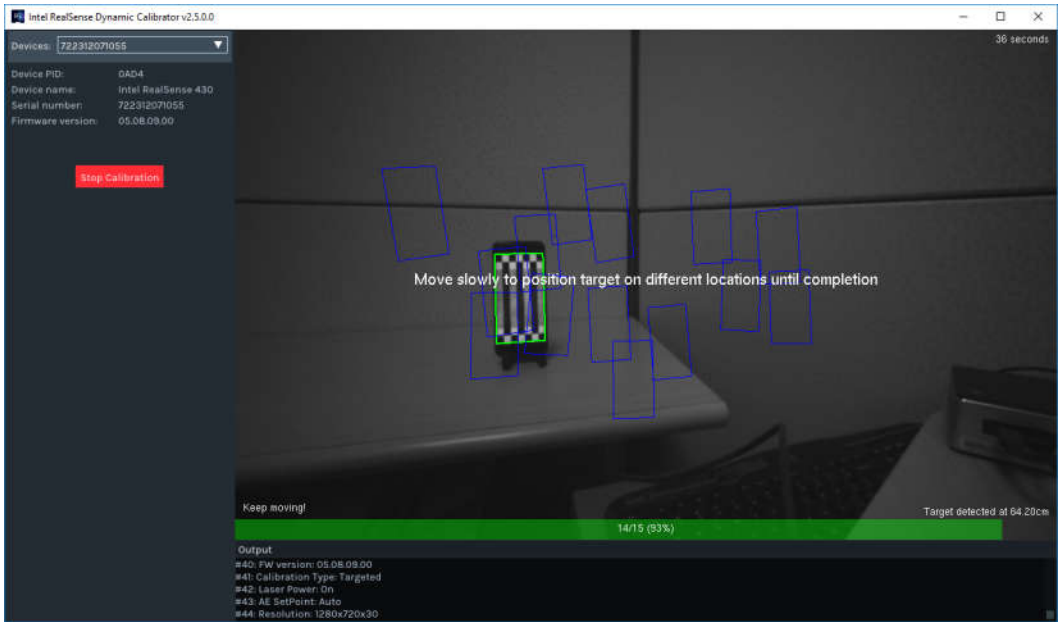 Intel RealSense Dynamic Calibrator v2.5.0.0
Devices: 722312071055
Device PID: 0AD4
Device name: Intel RealSense 430
Serial number: 722312071055
Firmware version: 05.08.09.00
Stop Calibration
36 seconds
Move slowly to position target on different locations until completion
Keep moving!
Target detected at 64.20cm
14/15 (93%)
Output
#40: FW version: 05.08.09.00
#41: Calibration Type: Targeted
#42: Laser Power: On
#43: AE SetPoint: Auto
#44: Resolution: 1280x720x30